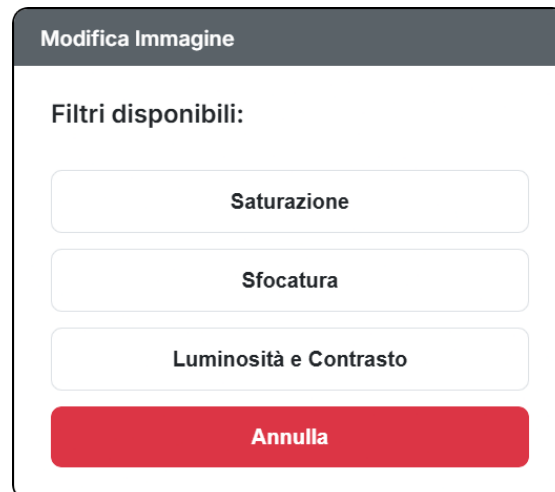 Modifica Immagine
Filtri disponibili:
Saturazione
Sfocatura
Luminosità e Contrasto
Annulla